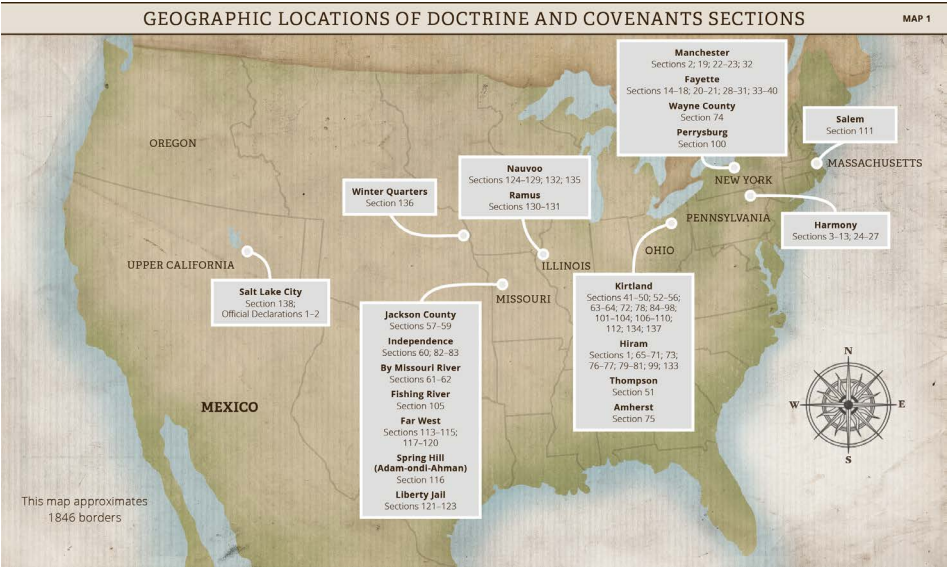 GEOGRAPHIC LOCATIONS OF DOCTRINE AND COVENANTS SECTIONS
MAP 1
Manchester
Sections 2; 19; 22–23; 32
Fayette
Sections 14–18; 20–21; 28–31; 33–40
Wayne County
Section 74
Perrysburg
Section 100
Salem
Section 111
OREGON
MASSACHUSETTS
NEW YORK
Nauvoo
Sections 124–129; 132; 135
Ramus
Sections 130–131
Winter Quarters
Section 136
PENNSYLVANIA
Harmony
Sections 3–13; 24–27
OHIO
UPPER CALIFORNIA
ILLINOIS
MISSOURI
Salt Lake City
Section 138;
Official Declarations 1–2
Kirtland
Sections 41–50; 52–56;
63–64; 72; 78; 84–98;
101–104; 106–110;
112; 134; 137
Hiram
Sections 1; 65–71; 73;
76–77; 79–81; 99; 133
Thompson
Section 51
Amherst
Section 75
Jackson County
Sections 57–59
Independence
Sections 60; 82–83
By Missouri River
Sections 61–62
Fishing River
Section 105
Far West
Sections 113–115;
117–120
Spring Hill
(Adam-ondi-Ahman)
Section 116
Liberty Jail
Sections 121–123
MEXICO
N
W
E
S
This map approximates
1846 borders